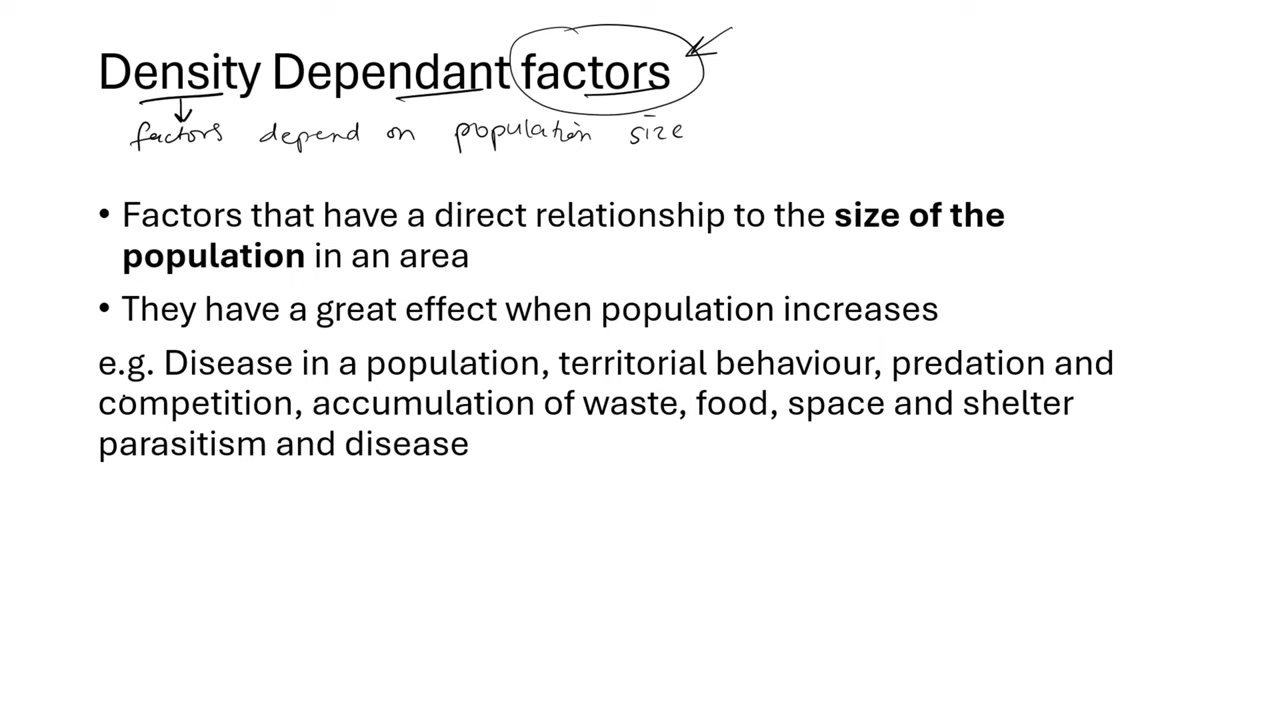 Density Dependant factors
factors depend on population size
• Factors that have a direct relationship to the size of the
population in an area
• They have a great effect when population increases
e.g. Disease in a population, territorial behaviour, predation and
competition, accumulation of waste, food, space and shelter
parasitism and disease